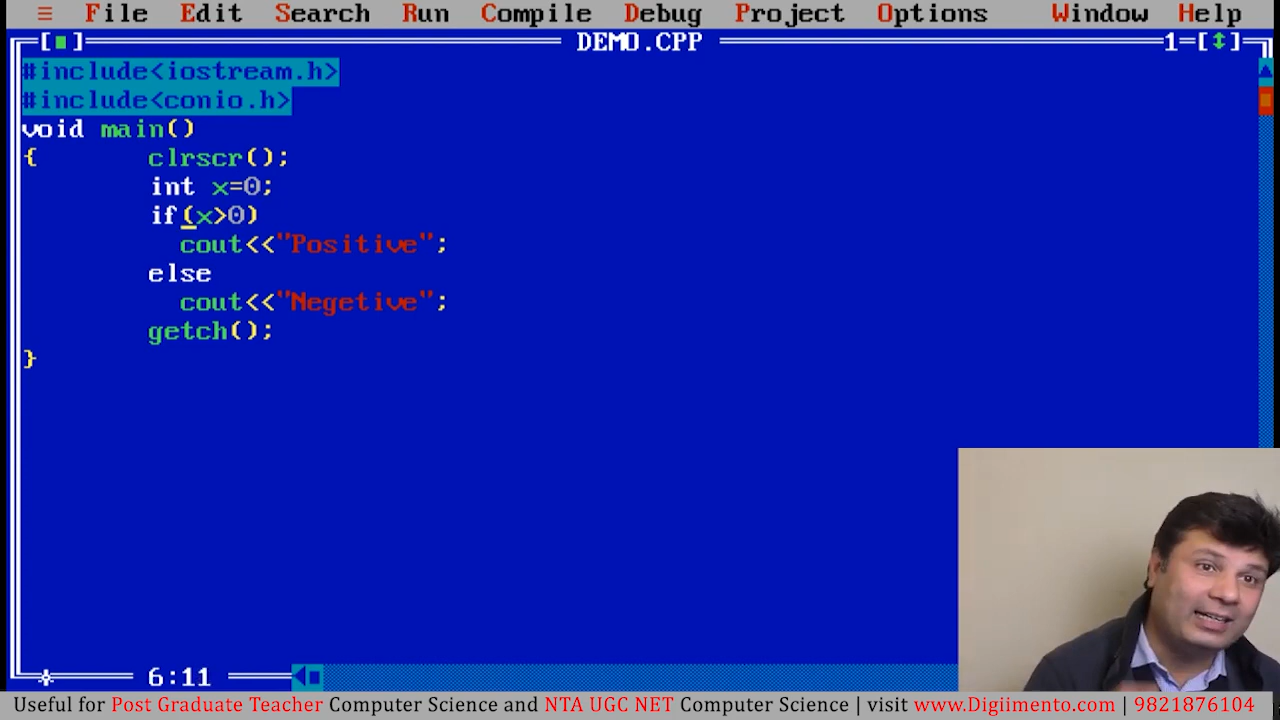 ≡ File Edit Search Run Compile Debug Project Options Window Help
[■] DEMO.CPP 1=[↕]
#include<iostream.h>
#include<conio.h>
void main()
{ clrscr();
int x=0;
if(x>0)
cout<<"Positive";
else
cout<<"Negetive";
getch();
}
6:11
Useful for Post Graduate Teacher Computer Science and NTA UGC NET Computer Science | visit www.Digiimento.com | 9821876104